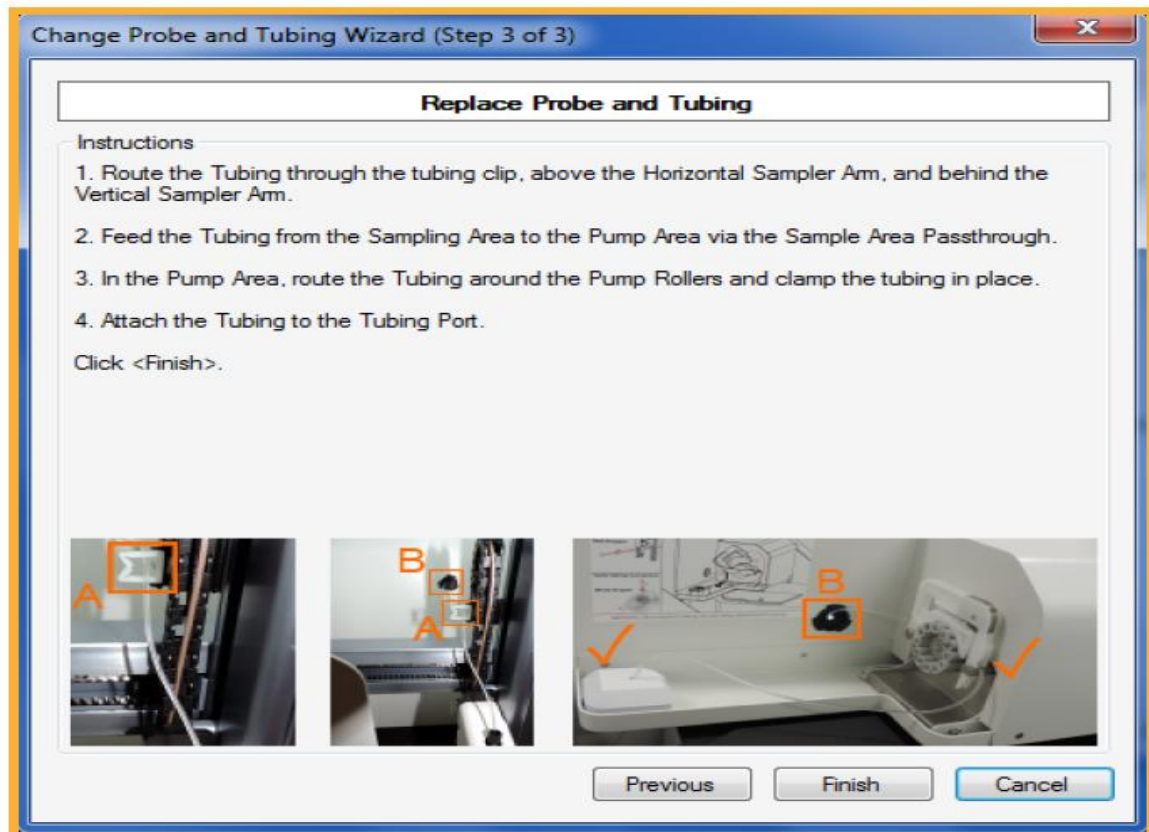 Change Probe and Tubing Wizard (Step 3 of 3)
Replace Probe and Tubing
Instructions
1. Route the Tubing through the tubing clip, above the Horizontal Sampler Arm, and behind the
Vertical Sampler Arm.
2. Feed the Tubing from the Sampling Area to the Pump Area via the Sample Area Passthrough.
3. In the Pump Area, route the Tubing around the Pump Rollers and clamp the tubing in place.
4. Attach the Tubing to the Tubing Port.
Click <Finish>.
A
B
A
B
Previous
Finish
Cancel